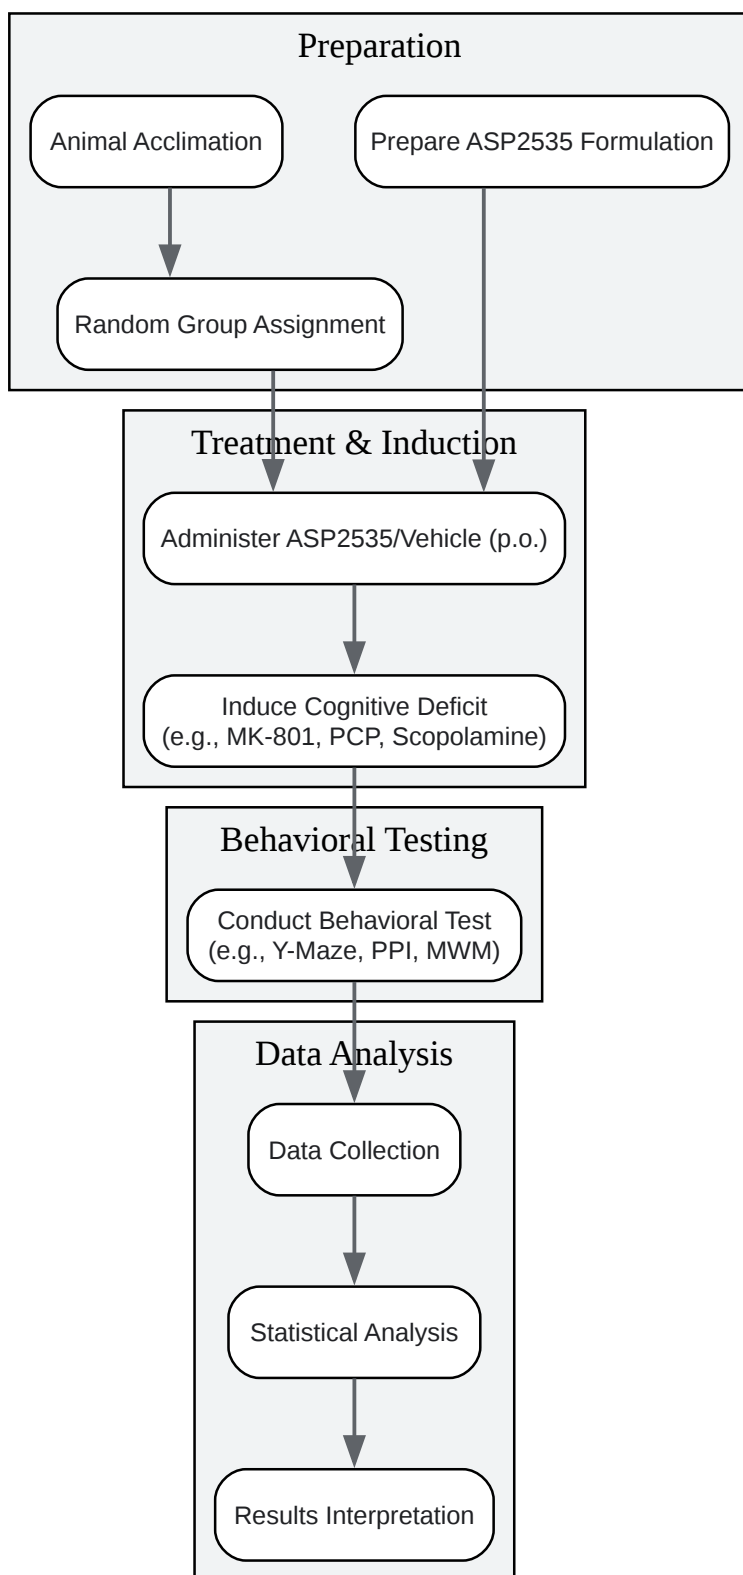 Preparation
Animal Acclimation
Prepare ASP2535 Formulation
Random Group Assignment
Treatment & Induction
Administer ASP2535/Vehicle (p.o.)
Induce Cognitive Deficit
(e.g., MK-801, PCP, Scopolamine)
Behavioral Testing
Conduct Behavioral Test
(e.g., Y-Maze, PPI, MWM)
Data Analysis
Data Collection
Statistical Analysis
Results Interpretation